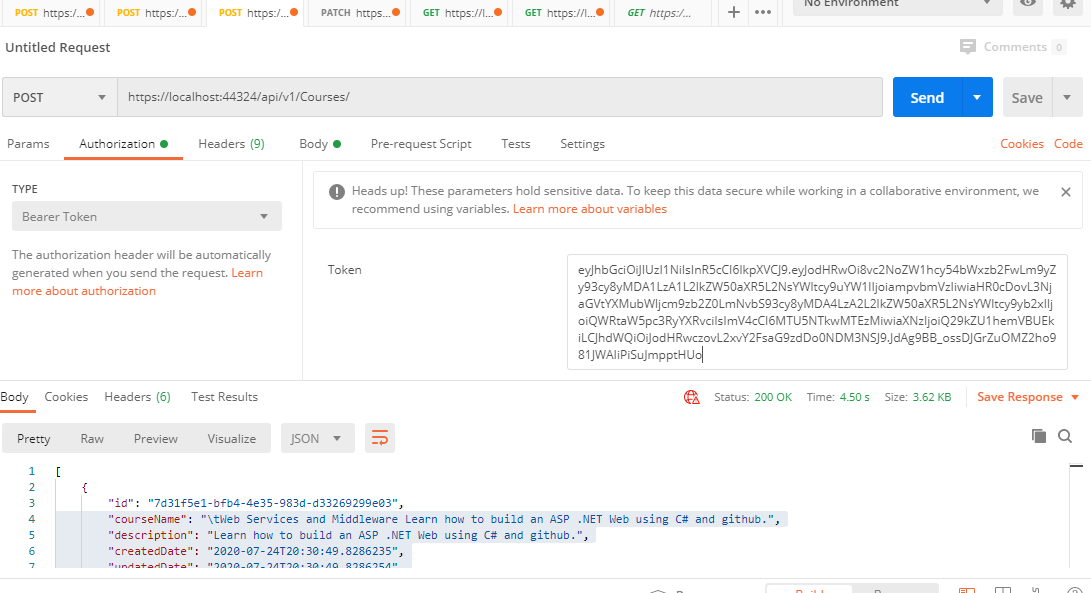 POST https:/... POST https:/... POST https:/... PATCH https... GET https://l... GET https://l... GET https:/... + ••• No Environment
Untitled Request Comments 0
POST https://localhost:44324/api/v1/Courses/ Send Save
Params Authorization Headers (9) Body Pre-request Script Tests Settings Cookies Code
TYPE
Bearer Token
The authorization header will be automatically
generated when you send the request. Learn
more about authorization
Heads up! These parameters hold sensitive data. To keep this data secure while working in a collaborative environment, we
recommend using variables. Learn more about variables
Token
eyJhbGciOiJIUzI1NiIsInR5cCI6IkpXVCJ9.eyJodHRwOi8vc2NoZW1hcy54bWxzb2FwLm9yZ
y93cy8yMDA1LzA1L2lkZW50aXR5L2NsYWltcy9uYW1lIjoiampvbmVzIiwiaHR0cDovL3Nj
aGVtYXMubWljcm9zb2Z0LmNvbS93cy8yMDA4LzA2L2lkZW50aXR5L2NsYWltcy9yb2xlIj
oiQWRtaW5pc3RyYXRvciIsImV4cCI6MTU5NTkwMTEzMiwiaXNzIjoiQ29kZU1hemVBUEk
iLCJhdWQiOiJodHRwczovL2xvY2FsaG9zdDo0NDM3NSJ9.JdAg9BB_ossDJGrZuOMZ2ho9
81JWAIiPiSuJmpptHUo
Body Cookies Headers (6) Test Results Status: 200 OK Time: 4.50 s Size: 3.62 KB Save Response
Pretty Raw Preview Visualize JSON
1 [
2 {
3 "id": "7d31f5e1-bfb4-4e35-983d-d33269299e03",
4 "courseName": "\tWeb Services and Middleware Learn how to build an ASP .NET Web using C# and github.",
5 "description": "Learn how to build an ASP .NET Web using C# and github.",
6 "createdDate": "2020-07-24T20:30:49.8286235",
7 "updatedDate": "2020-07-24T20:30:49.8286254"